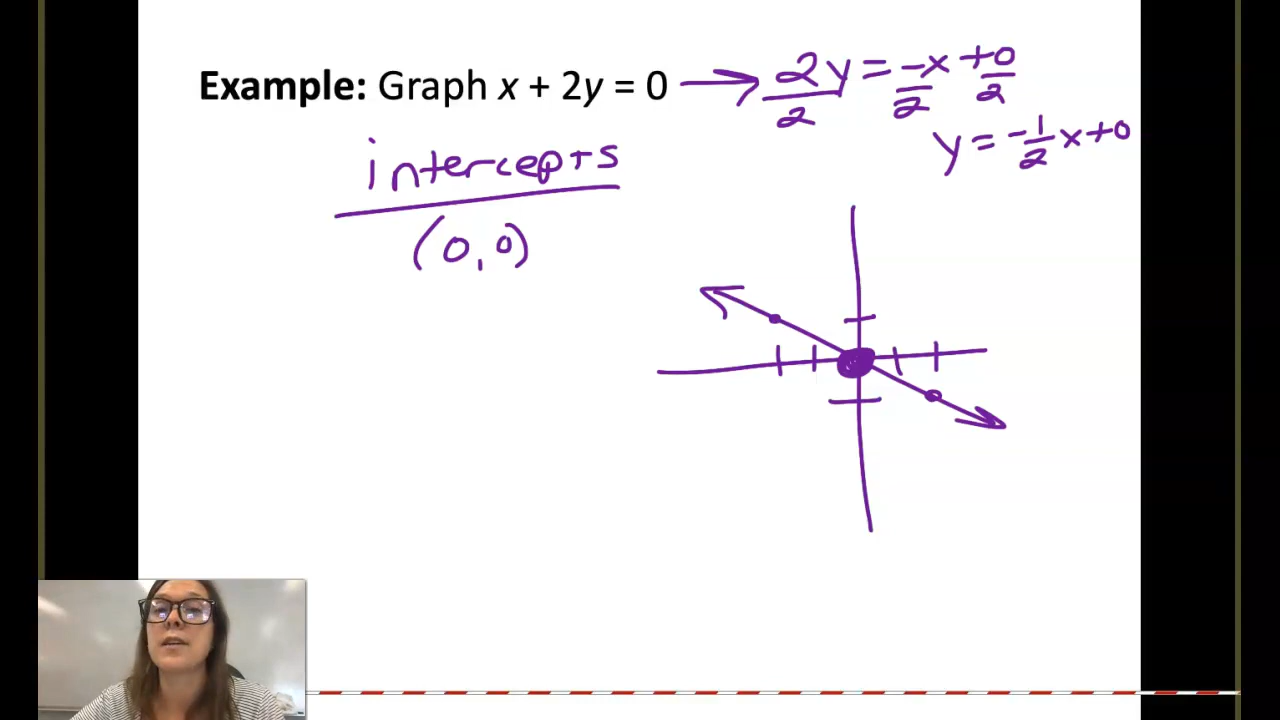 Example: Graph x + 2y = 0 → 2y/2 = -x/2 + 0/2
y = -1/2 x + 0
intercepts
(0, 0)